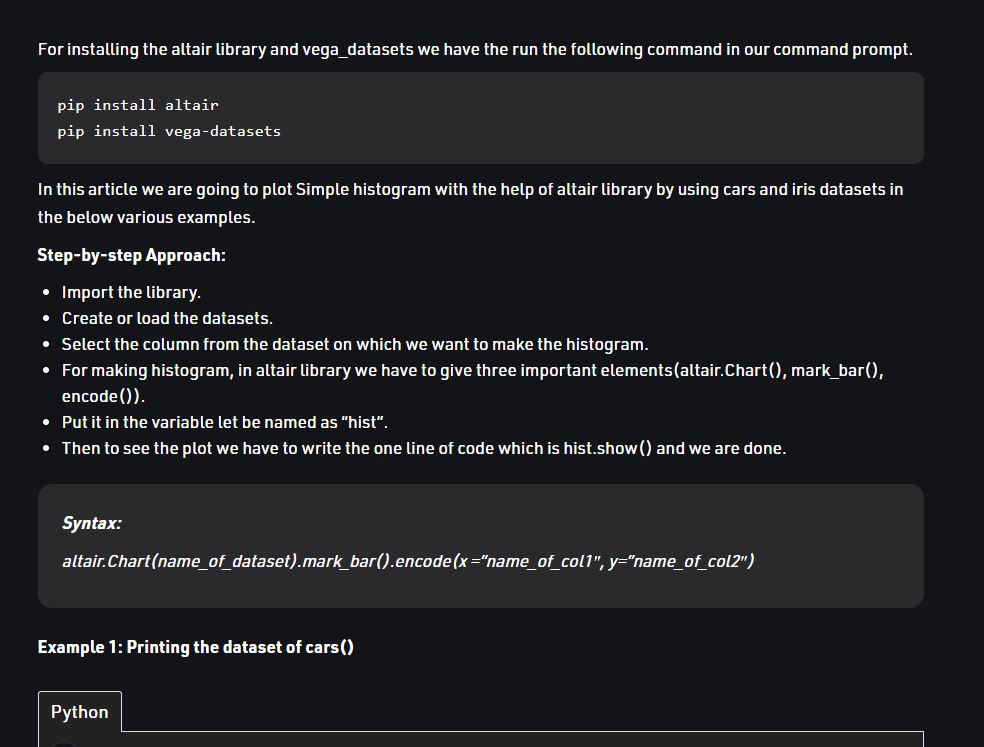 For installing the altair library and vega_datasets we have the run the following command in our command prompt.
pip install altair
pip install vega-datasets
In this article we are going to plot Simple histogram with the help of altair library by using cars and iris datasets in
the below various examples.
Step-by-step Approach:
• Import the library.
• Create or load the datasets.
• Select the column from the dataset on which we want to make the histogram.
• For making histogram, in altair library we have to give three important elements(altair.Chart(), mark_bar(),
encode()).
• Put it in the variable let be named as “hist”.
• Then to see the plot we have to write the one line of code which is hist.show() and we are done.
Syntax:
altair.Chart(name_of_dataset).mark_bar().encode(x =”name_of_col1″, y=”name_of_col2″)
Example 1: Printing the dataset of cars()
Python